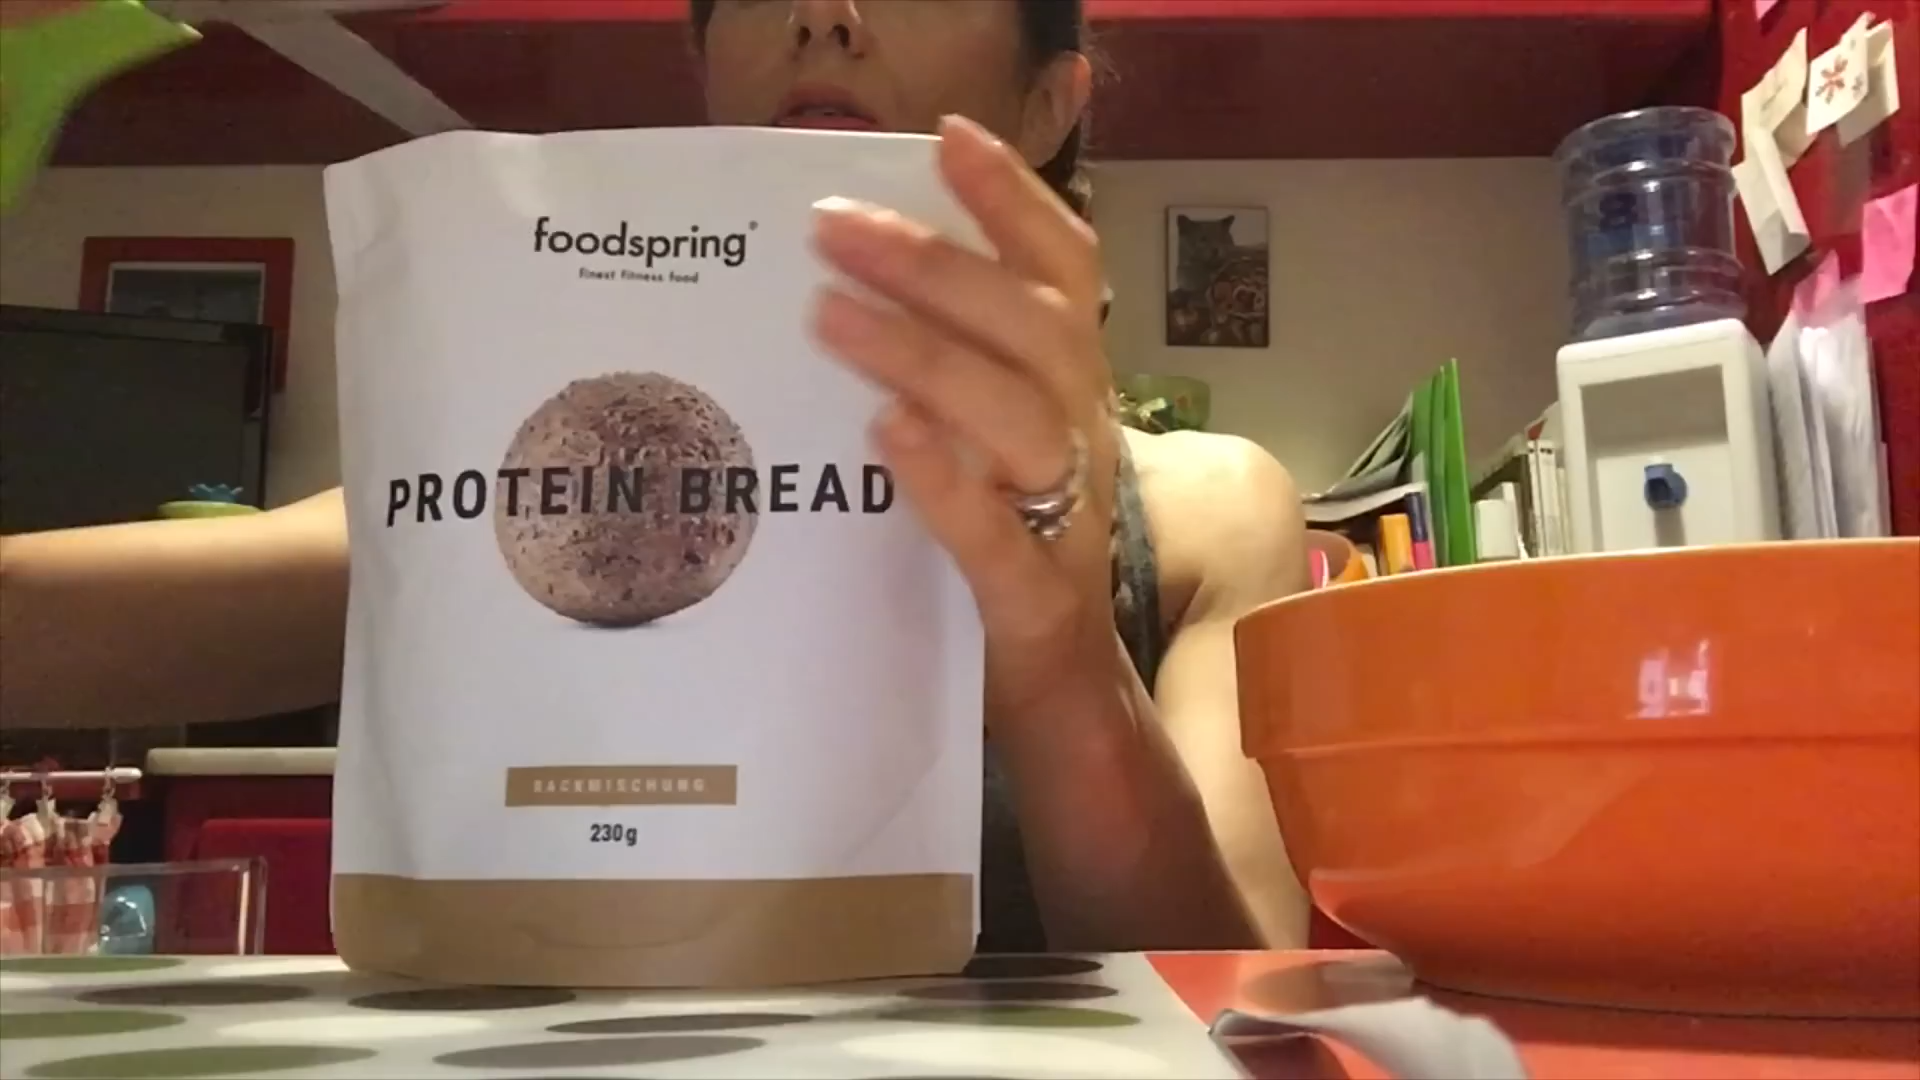 foodspring®
finest fitness food
PROTEIN BREAD
BACKMISCHUNG
230g